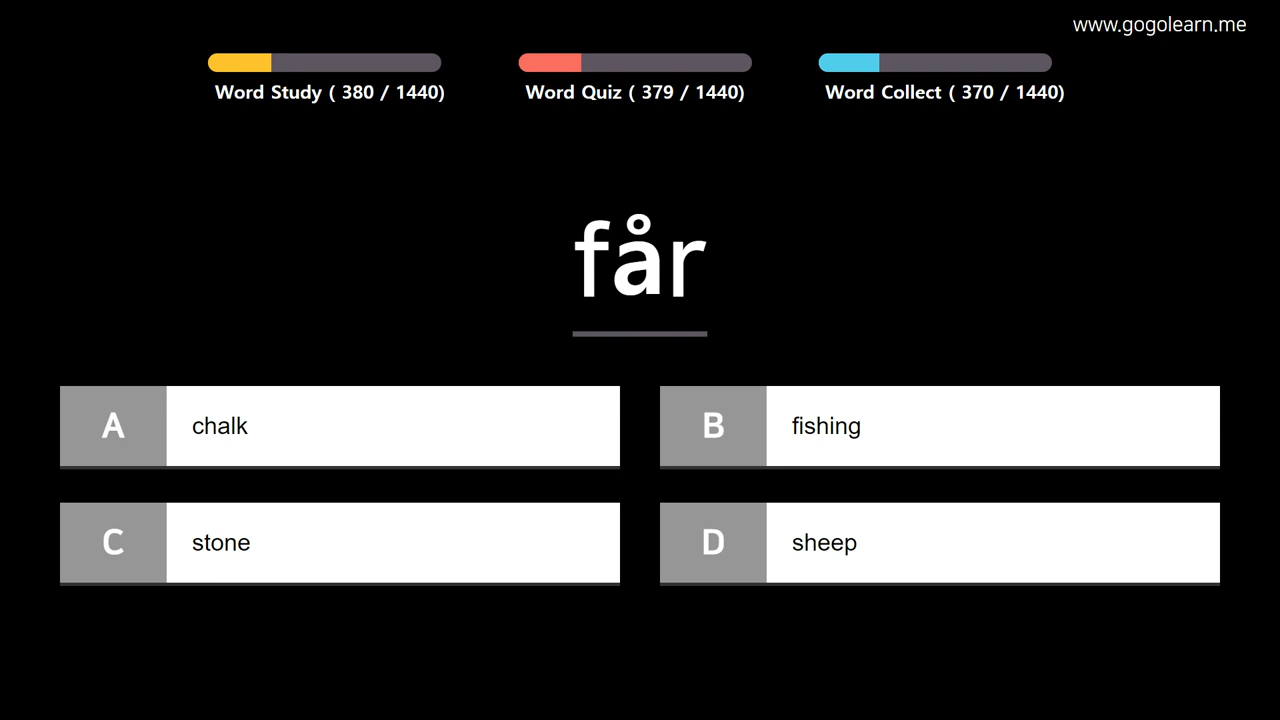 www.gogolearn.me
Word Study ( 380 / 1440)
Word Quiz ( 379 / 1440)
Word Collect ( 370 / 1440)
får
A chalk
B fishing
C stone
D sheep